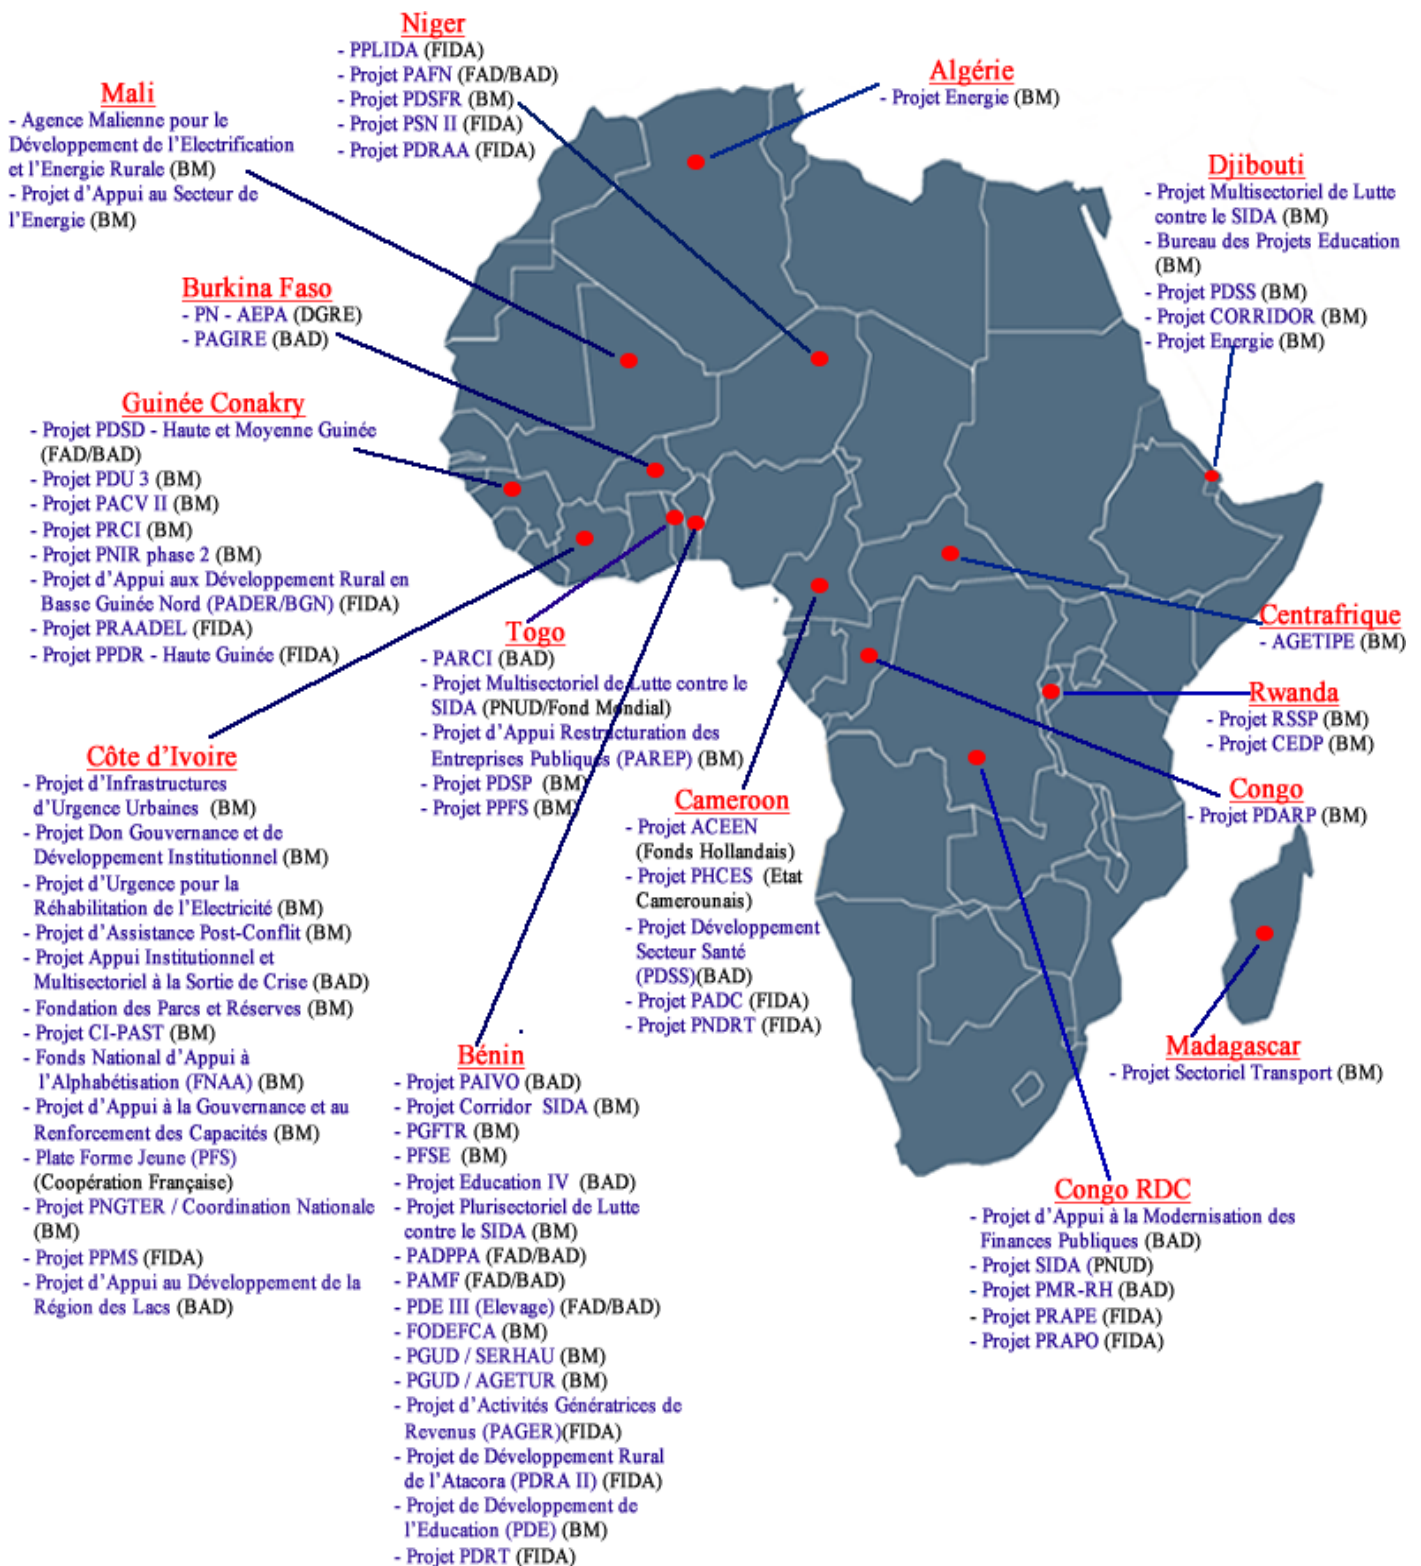 Niger
- PPLIDA (FIDA)
- Projet PAFN (FAD/BAD)
- Projet PDSFR (BM)
- Projet PSN II (FIDA)
- Projet PDRAA (FIDA)
Algérie
- Projet Energie (BM)
Mali
- Agence Malienne pour le
Développement de l'Electrification
et l'Energie Rurale (BM)
- Projet d'Appui au Secteur de
l'Energie (BM)
Djibouti
- Projet Multisectoriel de Lutte
contre le SIDA (BM)
- Bureau des Projets Education
(BM)
- Projet PDSS (BM)
- Projet CORRIDOR (BM)
- Projet Energie (BM)
Burkina Faso
- PN - AEPA (DGRE)
- PAGIRE (BAD)
Guinée Conakry
- Projet PDSD - Haute et Moyenne Guinée
(FAD/BAD)
- Projet PDU 3 (BM)
- Projet PACV II (BM)
- Projet PRCI (BM)
- Projet PNIR phase 2 (BM)
- Projet d'Appui aux Développement Rural en
Basse Guinée Nord (PADER/BGN) (FIDA)
- Projet PRAADEL (FIDA)
- Projet PPDR - Haute Guinée (FIDA)
Togo
- PARCI (BAD)
- Projet Multisectoriel de Lutte contre le
SIDA (PNUD/Fond Mondial)
- Projet d'Appui Restructuration des
Entreprises Publiques (PAREP) (BM)
- Projet PDSP (BM)
- Projet PPFS (BM)
Centrafrique
- AGETIPE (BM)
Rwanda
- Projet RSSP (BM)
- Projet CEDP (BM)
Côte d'Ivoire
- Projet d'Infrastructures
d'Urgence Urbaines (BM)
- Projet Don Gouvernance et de
Développement Institutionnel (BM)
- Projet d'Urgence pour la
Réhabilitation de l'Electricité (BM)
- Projet d'Assistance Post-Conflit (BM)
- Projet Appui Institutionnel et
Multisectoriel à la Sortie de Crise (BAD)
- Fondation des Parcs et Réserves (BM)
- Projet CI-PAST (BM)
- Fonds National d'Appui à
l'Alphabétisation (FNAA) (BM)
- Projet d'Appui à la Gouvernance et au
Renforcement des Capacités (BM)
- Plate Forme Jeune (PFS)
(Coopération Française)
- Projet PNGTER / Coordination Nationale
(BM)
- Projet PPMS (FIDA)
- Projet d'Appui au Développement de la
Région des Lacs (BAD)
Cameroon
- Projet ACEEN
(Fonds Hollandais)
- Projet PHCES (Etat
Camerounais)
- Projet Développement
Secteur Santé
(PDSS)(BAD)
- Projet PADC (FIDA)
- Projet PNDRT (FIDA)
Congo
- Projet PDARP (BM)
Madagascar
- Projet Sectoriel Transport (BM)
Bénin
- Projet PAIVO (BAD)
- Projet Corridor SIDA (BM)
- PGFTR (BM)
- PFSE (BM)
- Projet Education IV (BAD)
- Projet Plurisectoriel de Lutte
contre le SIDA (BM)
- PADPPA (FAD/BAD)
- PAMF (FAD/BAD)
- PDE III (Elevage) (FAD/BAD)
- FODEFCA (BM)
- PGUD / SERHAU (BM)
- PGUD / AGETUR (BM)
- Projet d'Activités Génératrices de
Revenus (PAGER)(FIDA)
- Projet de Développement Rural
de l'Atacora (PDRA II) (FIDA)
- Projet de Développement de
l'Education (PDE) (BM)
- Projet PDRT (FIDA)
Congo RDC
- Projet d'Appui à la Modernisation des
Finances Publiques (BAD)
- Projet SIDA (PNUD)
- Projet PMR-RH (BAD)
- Projet PRAPE (FIDA)
- Projet PRAPO (FIDA)